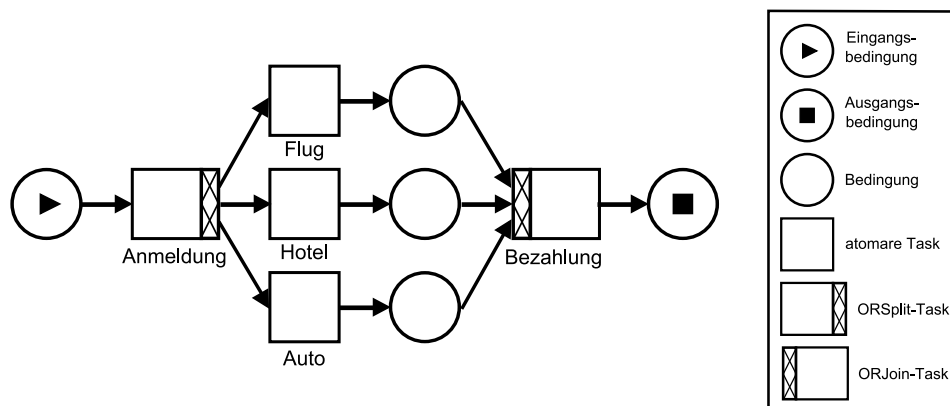 Flug
Anmeldung
Hotel
Bezahlung
Auto
Eingangs-
bedingung
Ausgangs-
bedingung
Bedingung
atomare Task
ORSplit-Task
ORJoin-Task